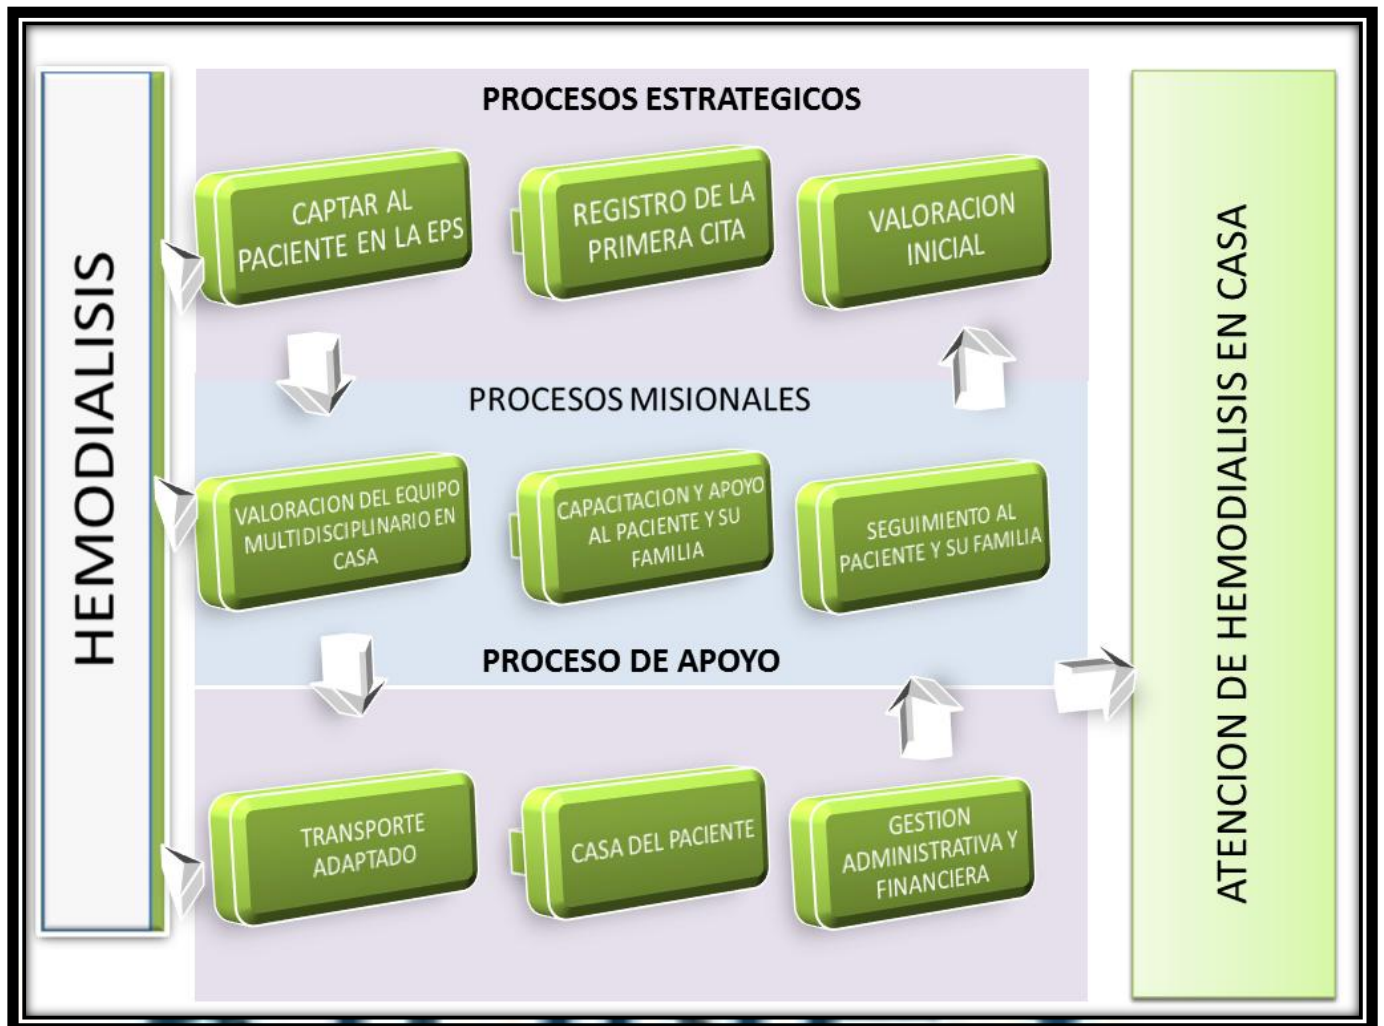 HEMODIALISIS
PROCESOS ESTRATEGICOS
CAPTAR AL
PACIENTE EN LA EPS
REGISTRO DE LA
PRIMERA CITA
VALORACION
INICIAL
PROCESOS MISIONALES
VALORACION DEL EQUIPO
MULTIDISCIPLINARIO EN
CASA
CAPACITACION Y APOYO
AL PACIENTE Y SU
FAMILIA
SEGUIMIENTO AL
PACIENTE Y SU FAMILIA
PROCESO DE APOYO
TRANSPORTE
ADAPTADO
CASA DEL PACIENTE
GESTION
ADMINISTRATIVA Y
FINANCIERA
ATENCION DE HEMODIALISIS EN CASA